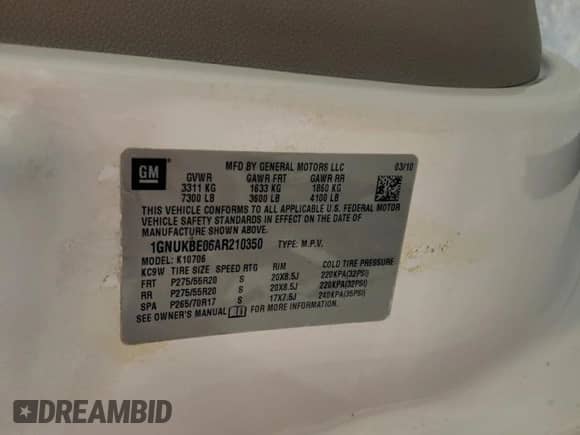 GM
MFD BY GENERAL MOTORS LLC 03/10
GVWR GAWR FRT GAWR RR
3311 KG 1633 KG 1860 KG
7300 LB 3600 LB 4100 LB
THIS VEHICLE CONFORMS TO ALL APPLICABLE U.S. FEDERAL MOTOR
VEHICLE SAFETY STANDARDS IN EFFECT ON THE DATE OF
MANUFACTURE SHOWN ABOVE.
1GNUKBE06AR210350 TYPE: M.P.V.
MODEL: K10706
KC9W TIRE SIZE SPEED RTG RIM COLD TIRE PRESSURE
FRT P275/55R20 S 20X8.5J 220KPA(32PSI)
RR P275/55R20 S 20X8.5J 220KPA(32PSI)
SPA P265/70R17 S 17X7.5J 240KPA(35PSI)
SEE OWNER'S MANUAL FOR MORE INFORMATION.
DREAMBID